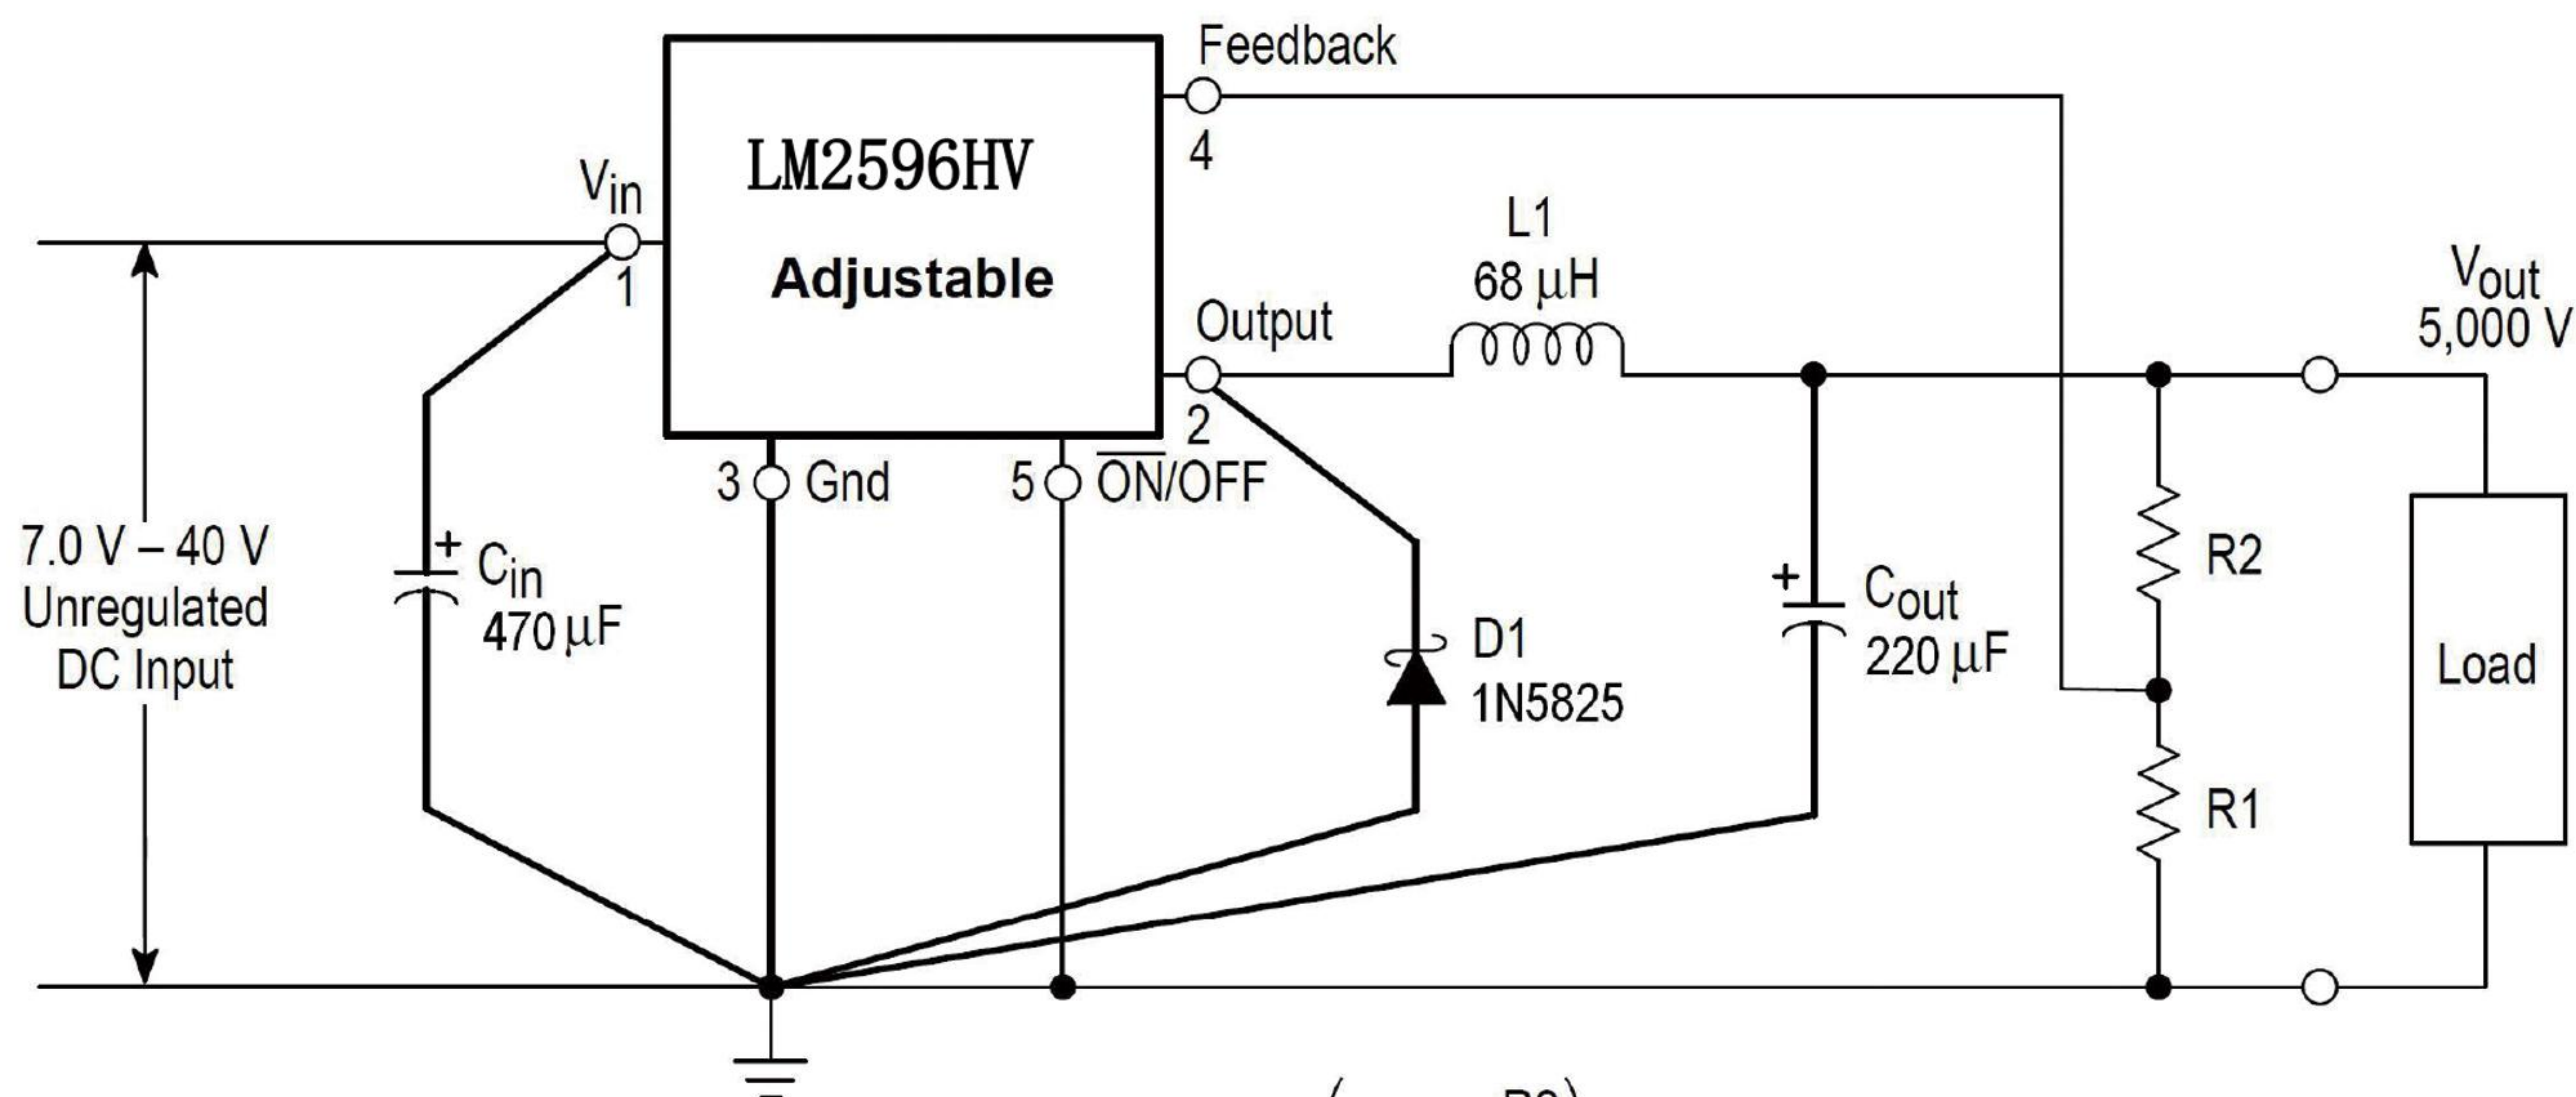 Feedback
4
LM2596HV
Adjustable
Vin
1
L1
68 µH
Output
2
Vout
5,000 V
3 Gnd
5 ON/OFF
7.0 V – 40 V
Unregulated
DC Input
+
Cin
470 µF
D1
1N5825
+
Cout
220 µF
R2
R1
Load